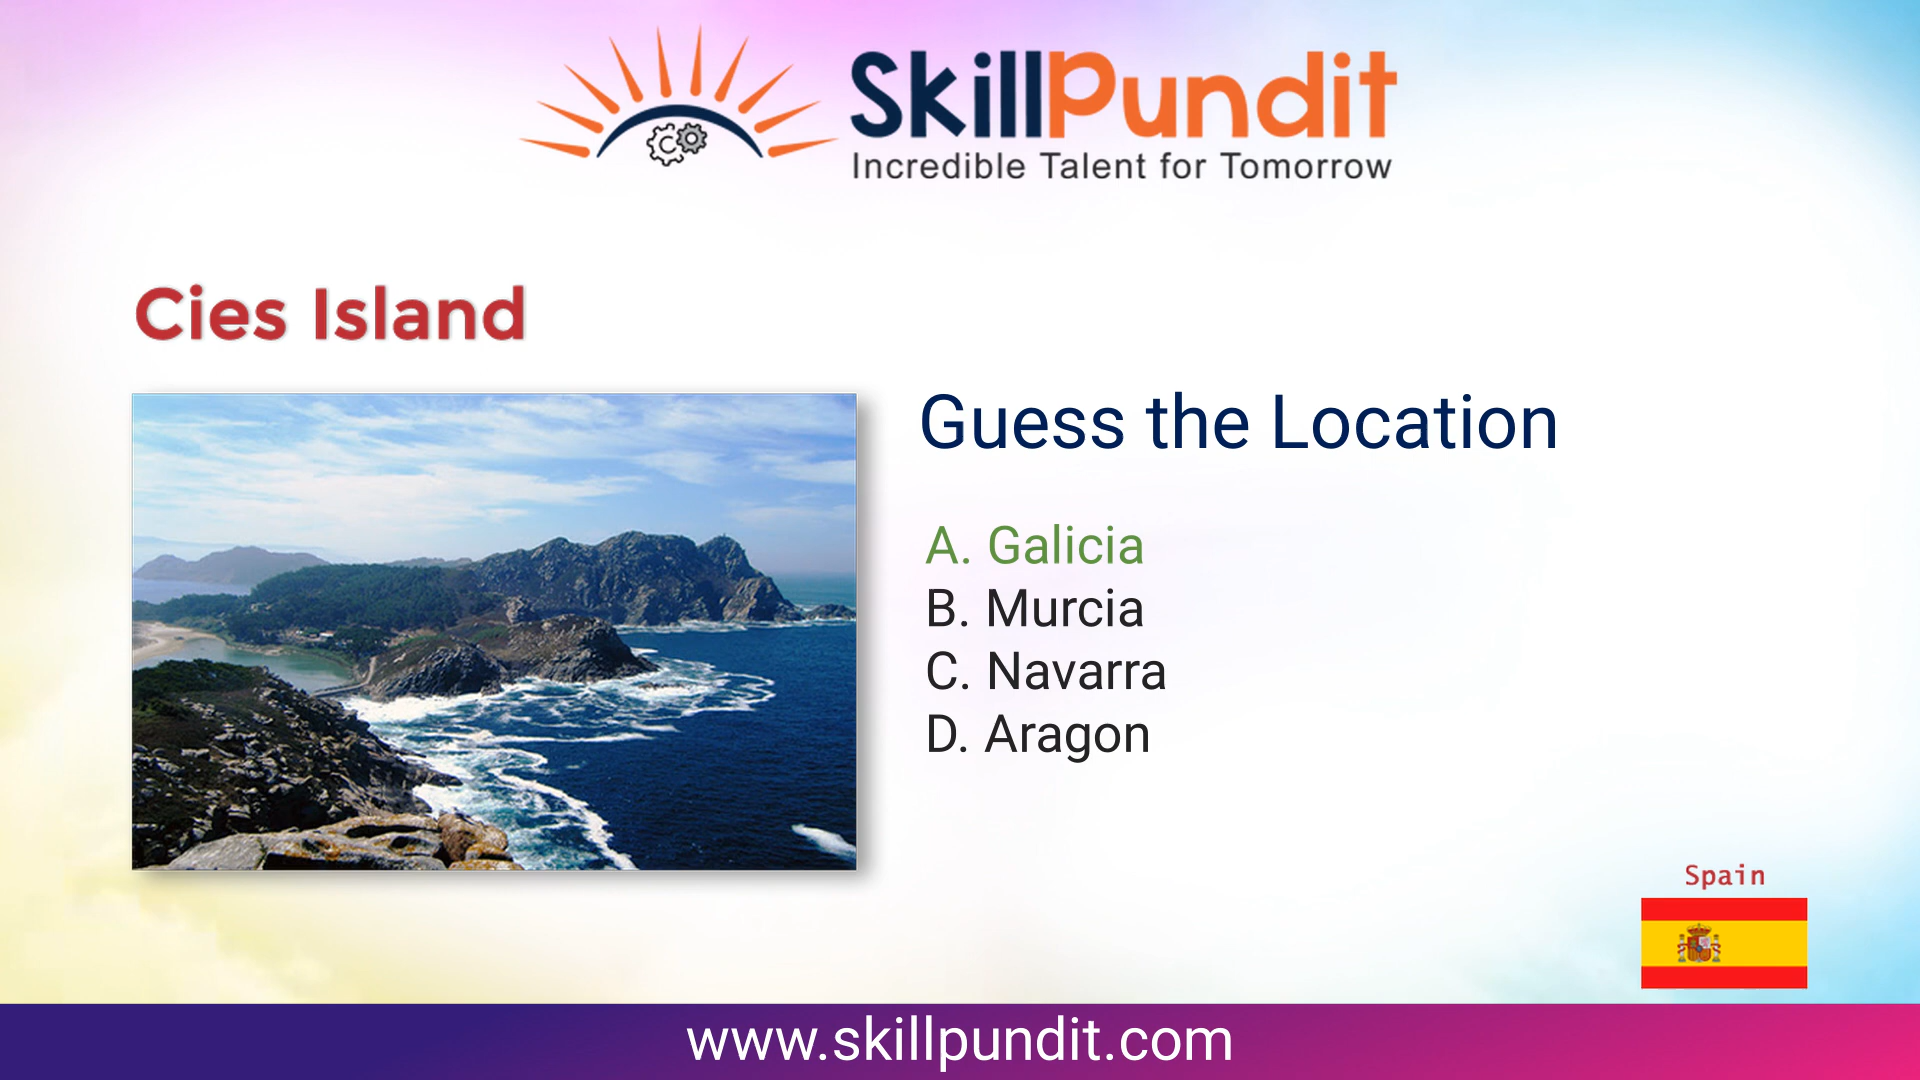 SkillPundit
Incredible Talent for Tomorrow
Cies Island
Guess the Location
A. Galicia
B. Murcia
C. Navarra
D. Aragon
Spain
www.skillpundit.com